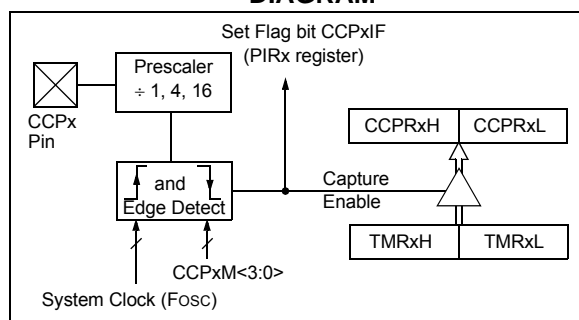 DIAGRAM
Set Flag bit CCPxIF
(PIRx register)
Prescaler
÷ 1, 4, 16
CCPx
Pin
and
Edge Detect
Capture
Enable
CCPRxH
CCPRxL
TMRxH
TMRxL
CCPxM<3:0>
System Clock (FOSC)